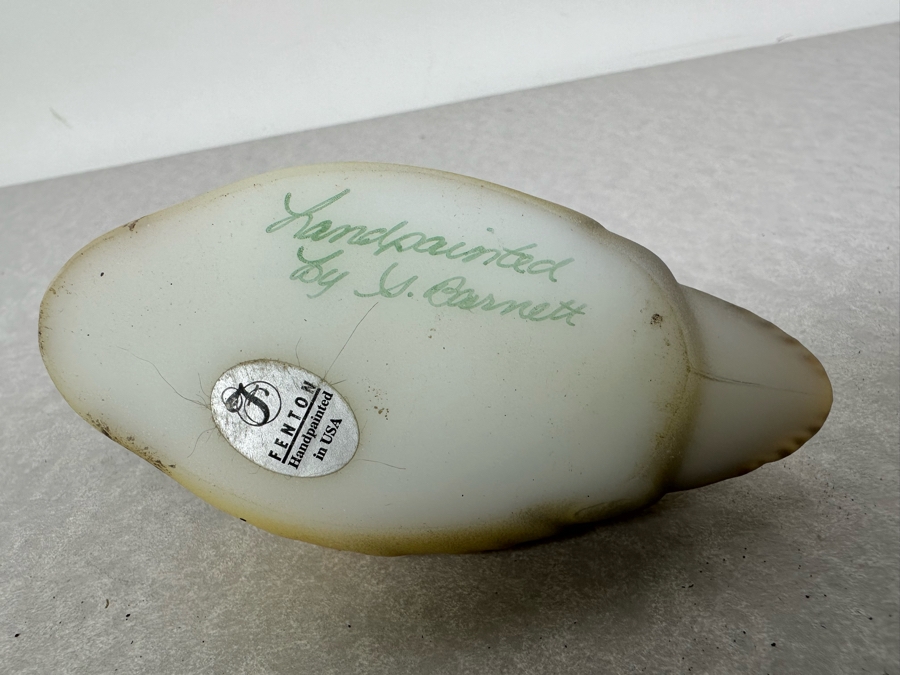 Handpainted
by S. Barnett
F
FENTON
Handpainted
in USA